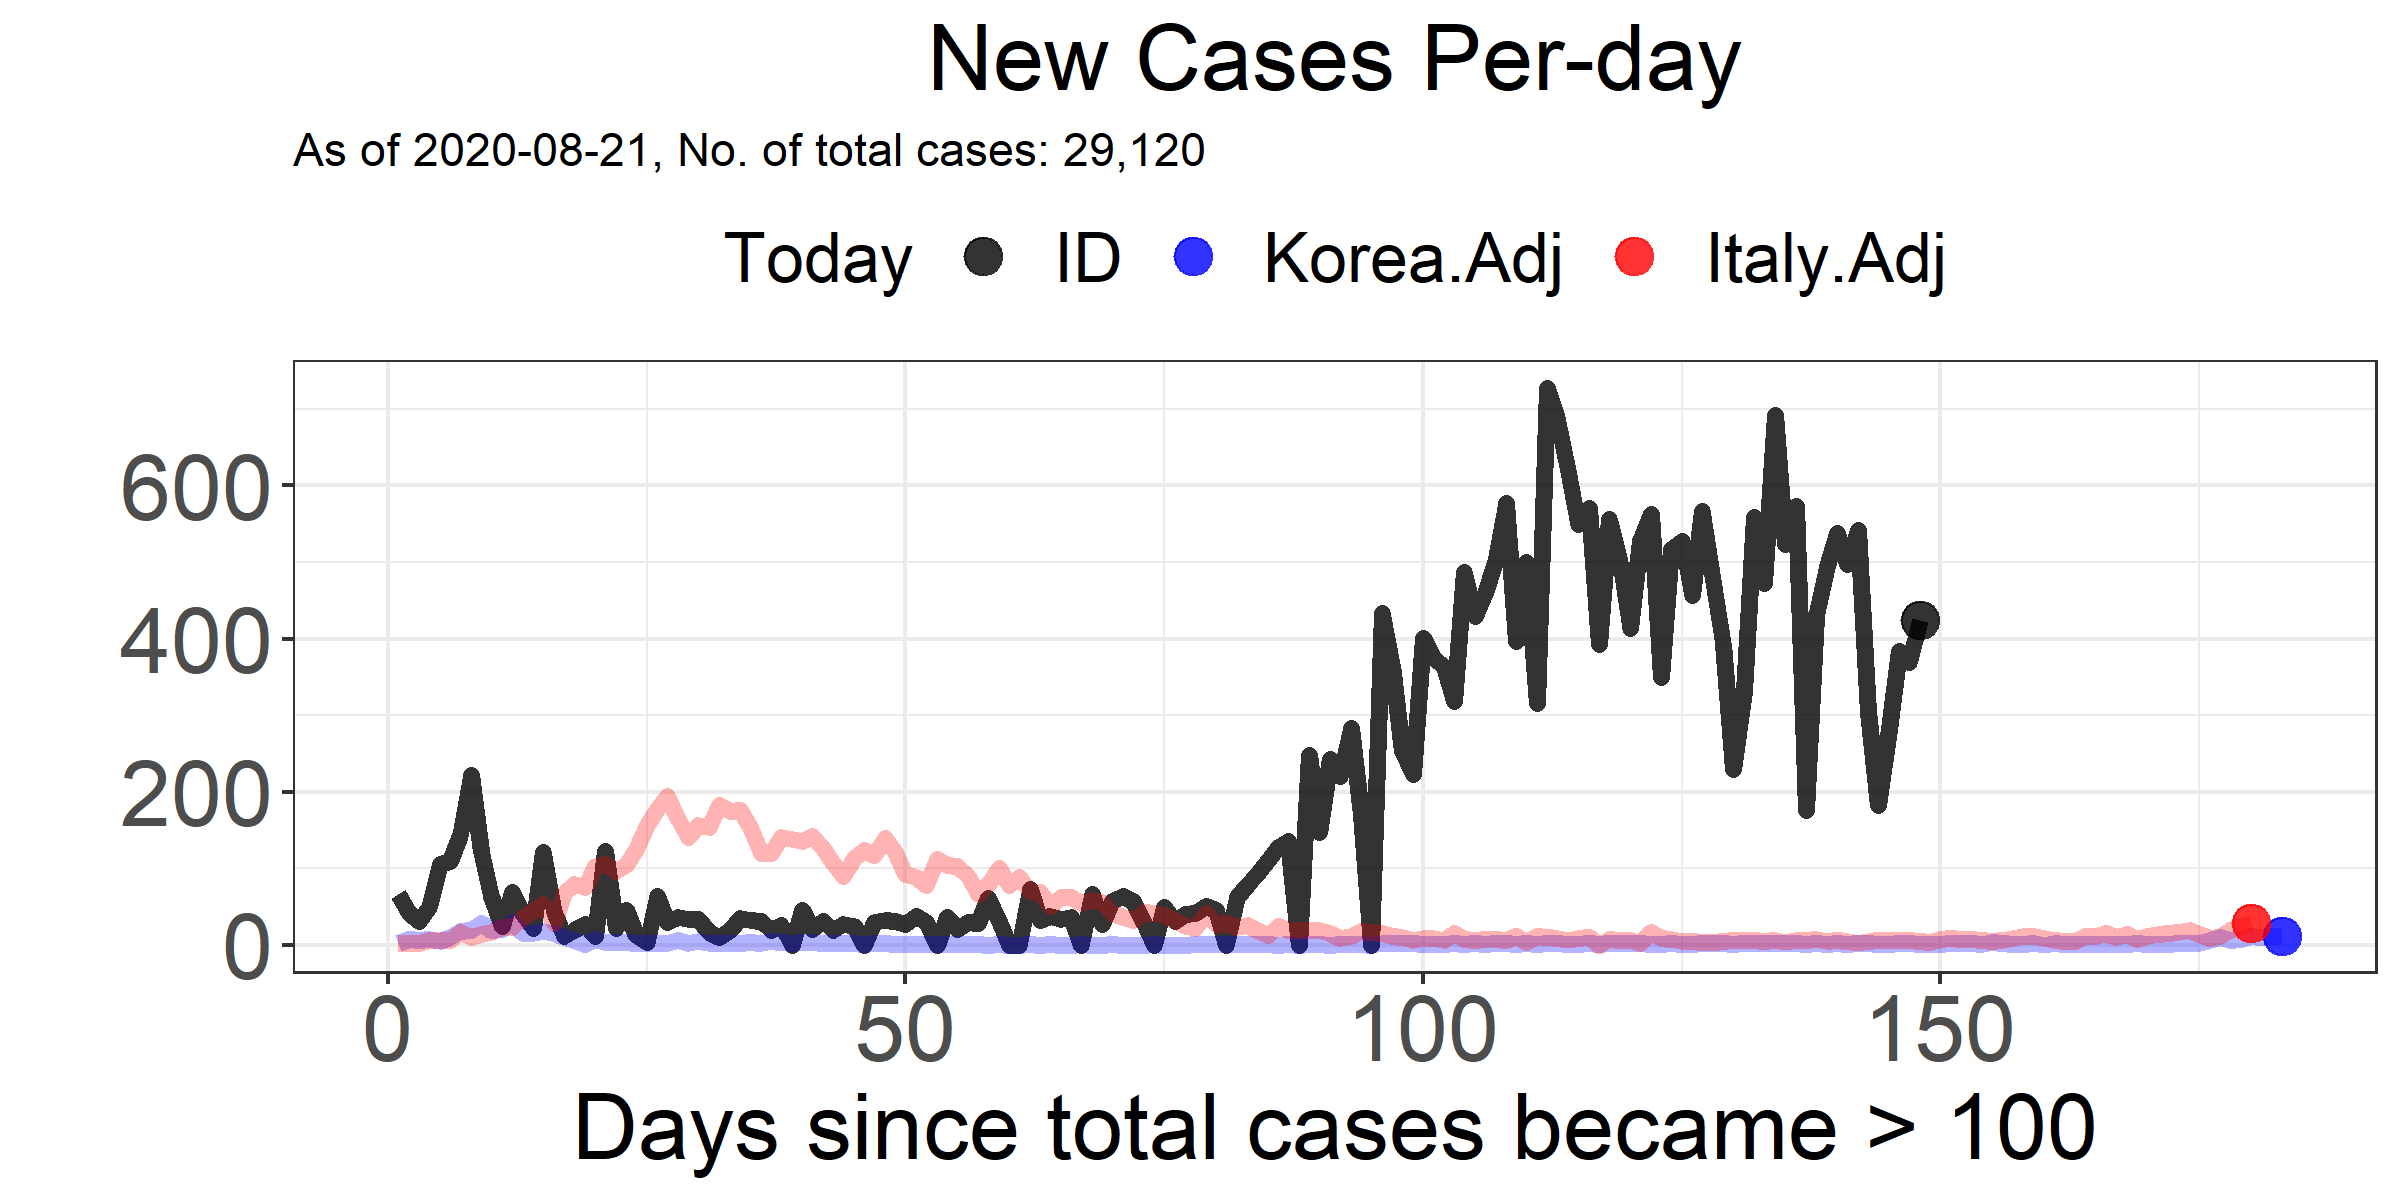 New Cases Per-day
As of 2020-08-21, No. of total cases: 29,120
Today ID Korea.Adj Italy.Adj
600
400
200
0
0 50 100 150
Days since total cases became > 100